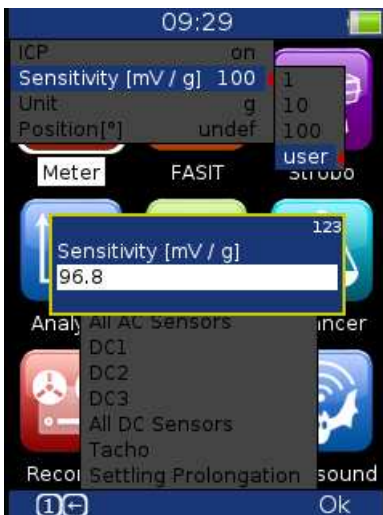 09:29
ICP on
Sensitivity [mV / g] 100 1
Unit g 10
Position[°] undef 100
user
Meter FASIT Strobo
123
Sensitivity [mV / g]
96.8
Analy All AC Sensors ncer
DC1
DC2
DC3
All DC Sensors
Tacho
Recor Settling Prolongation sound
1 Ok